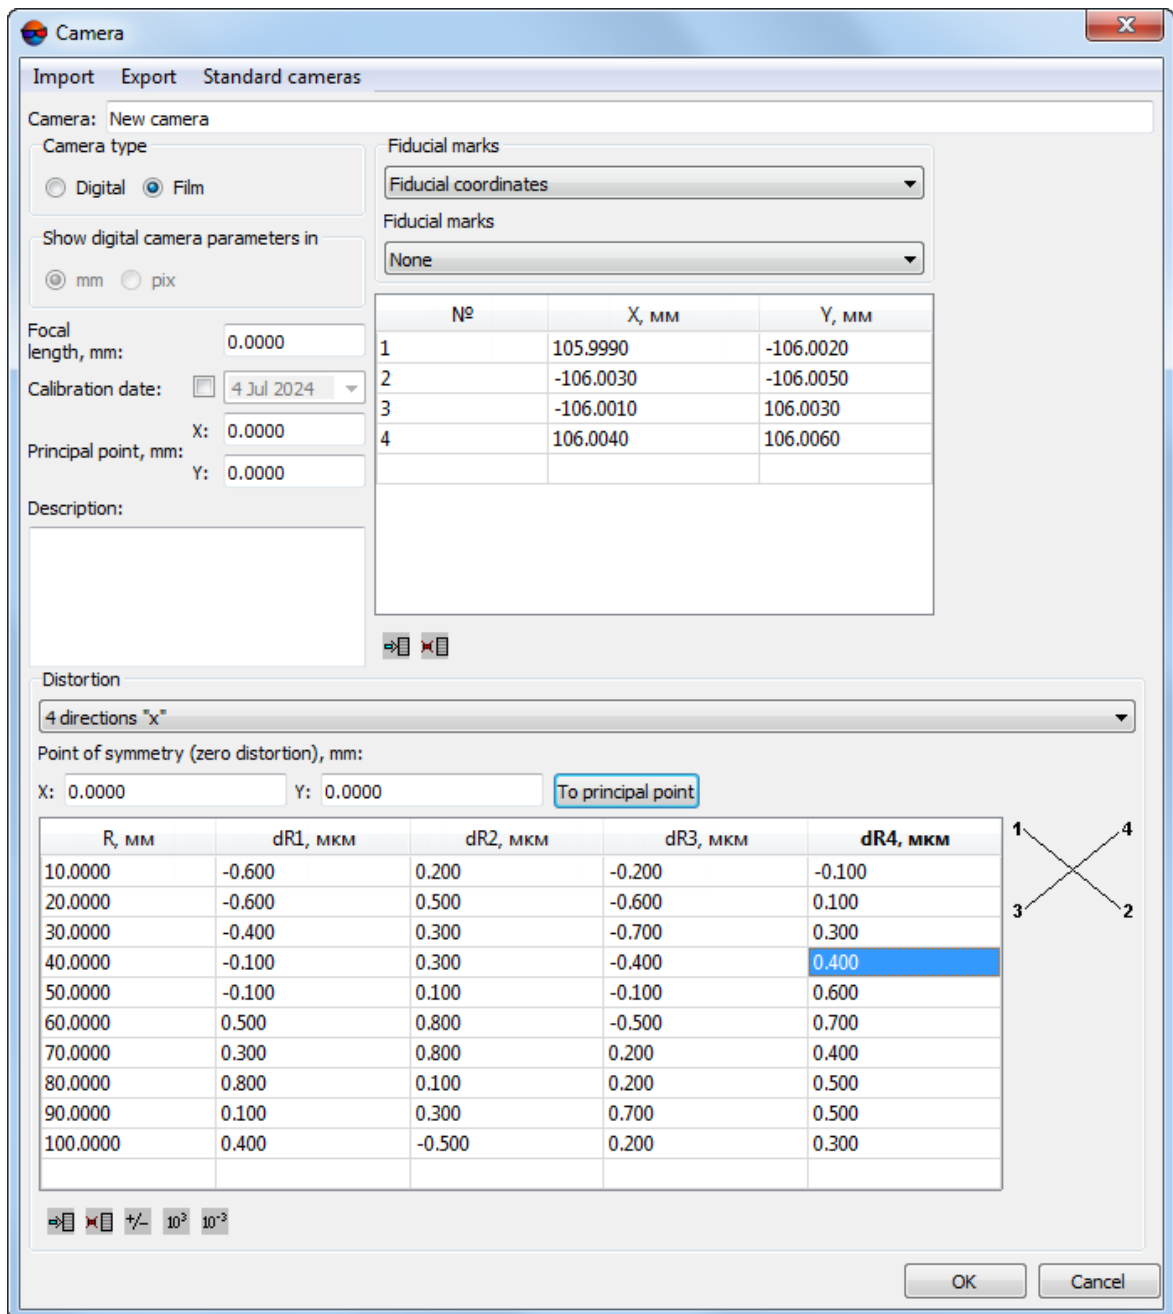 Camera
Import Export Standard cameras
Camera: New camera
Camera type
Digital Film
Show digital camera parameters in
mm pix
Focal
length, mm: 0.0000
Calibration date: 4 Jul 2024
Principal point, mm:
X: 0.0000
Y: 0.0000
Description:
Fiducial marks
Fiducial coordinates
Fiducial marks
None
Nº X, мм Y, мм
1 105.9990 -106.0020
2 -106.0030 -106.0050
3 -106.0010 106.0030
4 106.0040 106.0060
Distortion
4 directions "x"
Point of symmetry (zero distortion), mm:
X: 0.0000 Y: 0.0000 To principal point
R, мм dR1, мкм dR2, мкм dR3, мкм dR4, мкм
10.0000 -0.600 0.200 -0.200 -0.100
20.0000 -0.600 0.500 -0.600 0.100
30.0000 -0.400 0.300 -0.700 0.300
40.0000 -0.100 0.300 -0.400 0.400
50.0000 -0.100 0.100 -0.100 0.600
60.0000 0.500 0.800 -0.500 0.700
70.0000 0.300 0.800 0.200 0.400
80.0000 0.800 0.100 0.200 0.500
90.0000 0.100 0.300 0.700 0.500
100.0000 0.400 -0.500 0.200 0.300
1 4
3 2
+/- 10³ 10⁻³
OK Cancel